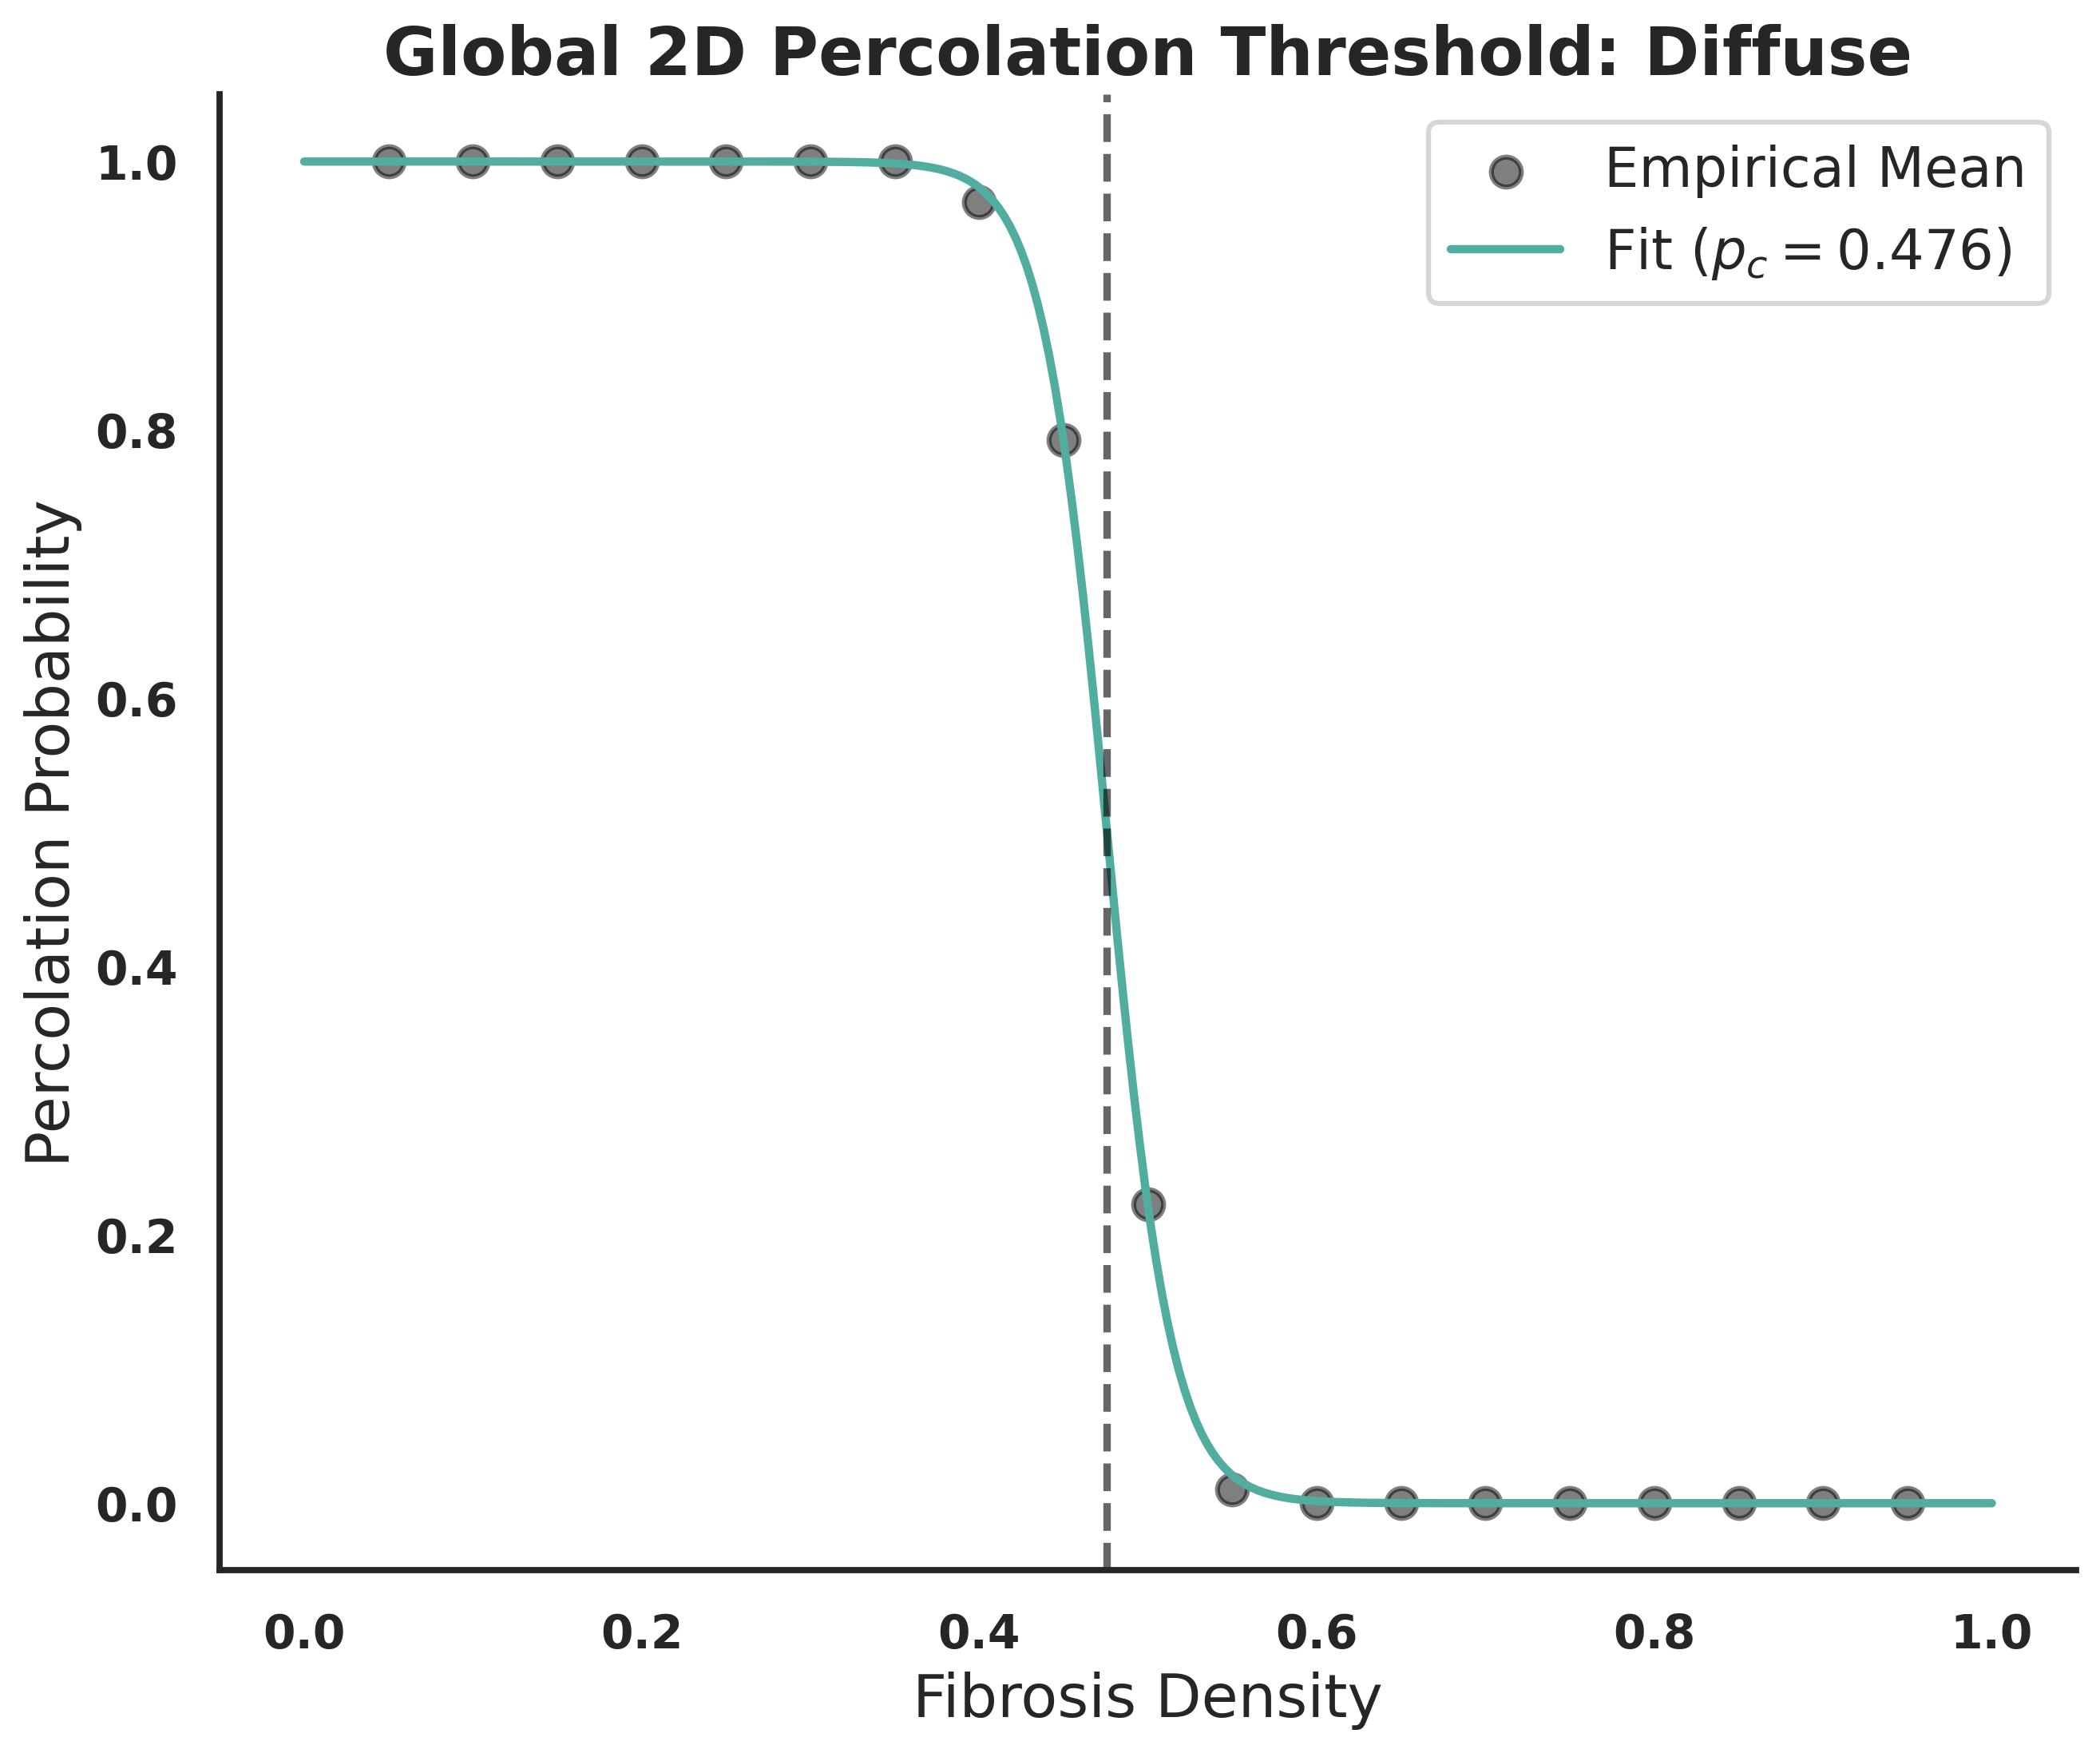 Global 2D Percolation Threshold: Diffuse
Empirical Mean
Fit (p_c = 0.476)
Percolation Probability
1.0
0.8
0.6
0.4
0.2
0.0
0.0 0.2 0.4 0.6 0.8 1.0
Fibrosis Density